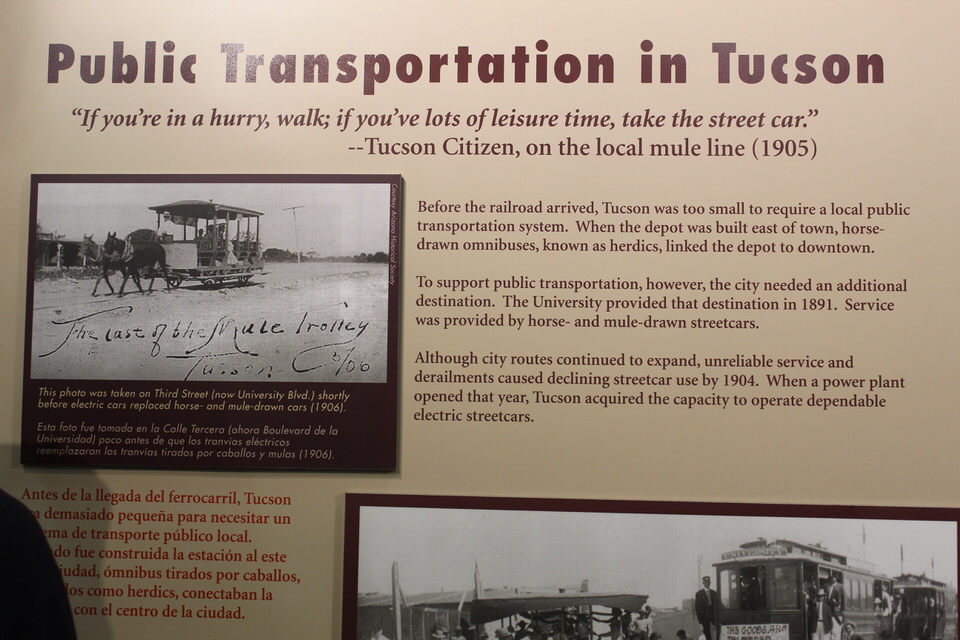 Public Transportation in Tucson
“If you’re in a hurry, walk; if you’ve lots of leisure time, take the street car.”
--Tucson Citizen, on the local mule line (1905)
Courtesy Arizona Historical Society
The last of the Mule Trolley
Tucson 5/06
This photo was taken on Third Street (now University Blvd.) shortly
before electric cars replaced horse- and mule-drawn cars (1906).
Esta foto fue tomada en la Calle Tercera (ahora Boulevard de la
Universidad) poco antes de que los tranvías eléctricos
reemplazaran los tranvías tirados por caballos y mulas (1906).
Before the railroad arrived, Tucson was too small to require a local public
transportation system. When the depot was built east of town, horse-
drawn omnibuses, known as herdics, linked the depot to downtown.
To support public transportation, however, the city needed an additional
destination. The University provided that destination in 1891. Service
was provided by horse- and mule-drawn streetcars.
Although city routes continued to expand, unreliable service and
derailments caused declining streetcar use by 1904. When a power plant
opened that year, Tucson acquired the capacity to operate dependable
electric streetcars.
Antes de la llegada del ferrocarril, Tucson
demasiado pequeña para necesitar un
ema de transporte público local.
do fue construida la estación al este
iudad, ómnibus tirados por caballos,
los como herdics, conectaban la
con el centro de la ciudad.
UNIVERSITY
THE GOODS ARE